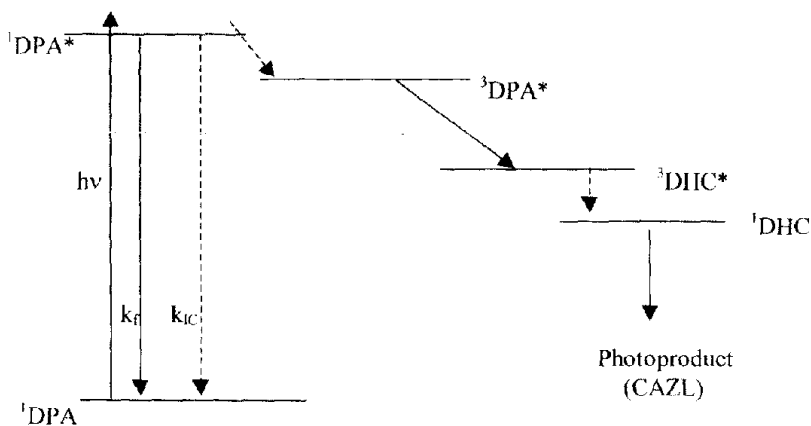 ¹DPA*
³DPA*
hν
³DHC*
¹DHC
k_f
k_IC
Photoproduct
(CAZL)
¹DPA